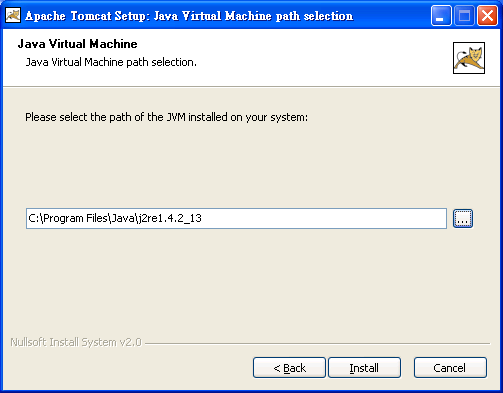 Apache Tomcat Setup: Java Virtual Machine path selection
Java Virtual Machine
Java Virtual Machine path selection.
Please select the path of the JVM installed on your system:
C:\Program Files\Java\j2re1.4.2_13
...
Nullsoft Install System v2.0
< Back
Install
Cancel